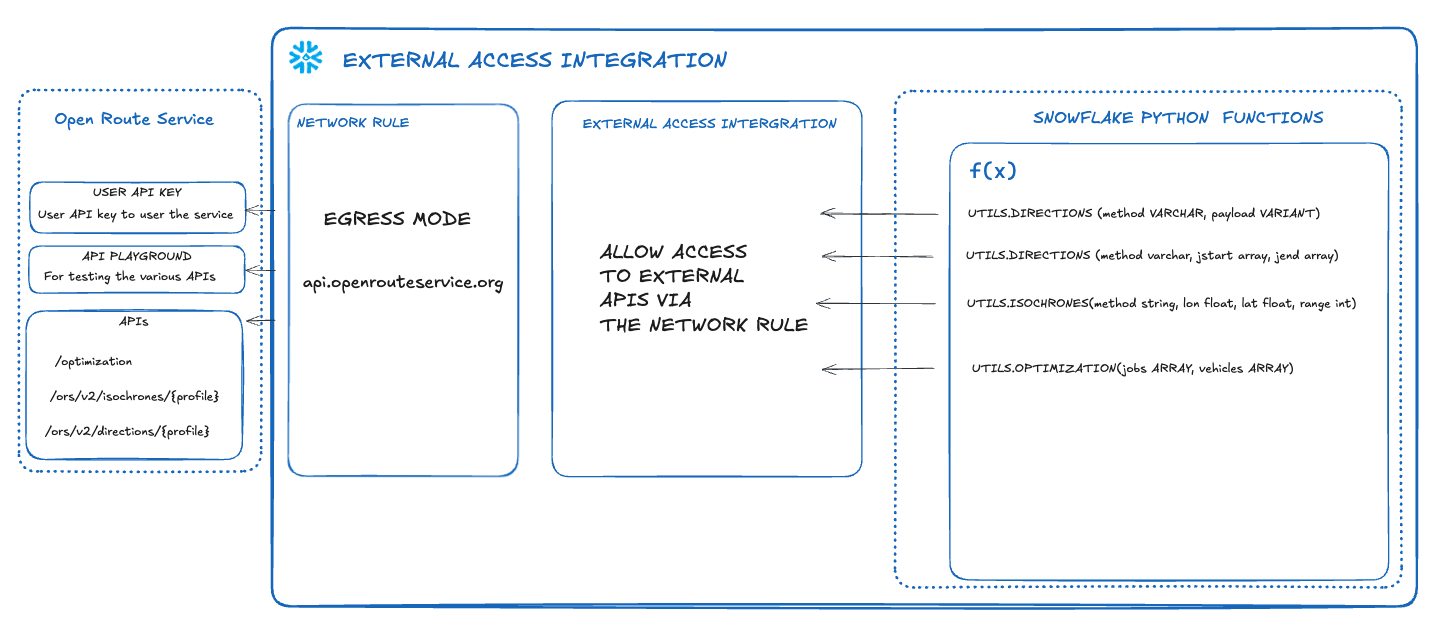 EXTERNAL ACCESS INTEGRATION
Open Route Service
USER API KEY
User API key to user the service
API PLAYGROUND
For testing the various APIs
APIs
/optimization
/ors/v2/isochrones/{profile}
/ors/v2/directions/{profile}
NETWORK RULE
EGRESS MODE
api.openrouteservice.org
EXTERNAL ACCESS INTERGRATION
ALLOW ACCESS
TO EXTERNAL
APIS VIA
THE NETWORK RULE
SNOWFLAKE PYTHON FUNCTIONS
f(x)
UTILS.DIRECTIONS (method VARCHAR, payload VARIANT)
UTILS.DIRECTIONS (method varchar, jstart array, jend array)
UTILS.ISOCHRONES(method string, lon float, lat float, range int)
UTILS.OPTIMIZATION(jobs ARRAY, vehicles ARRAY)